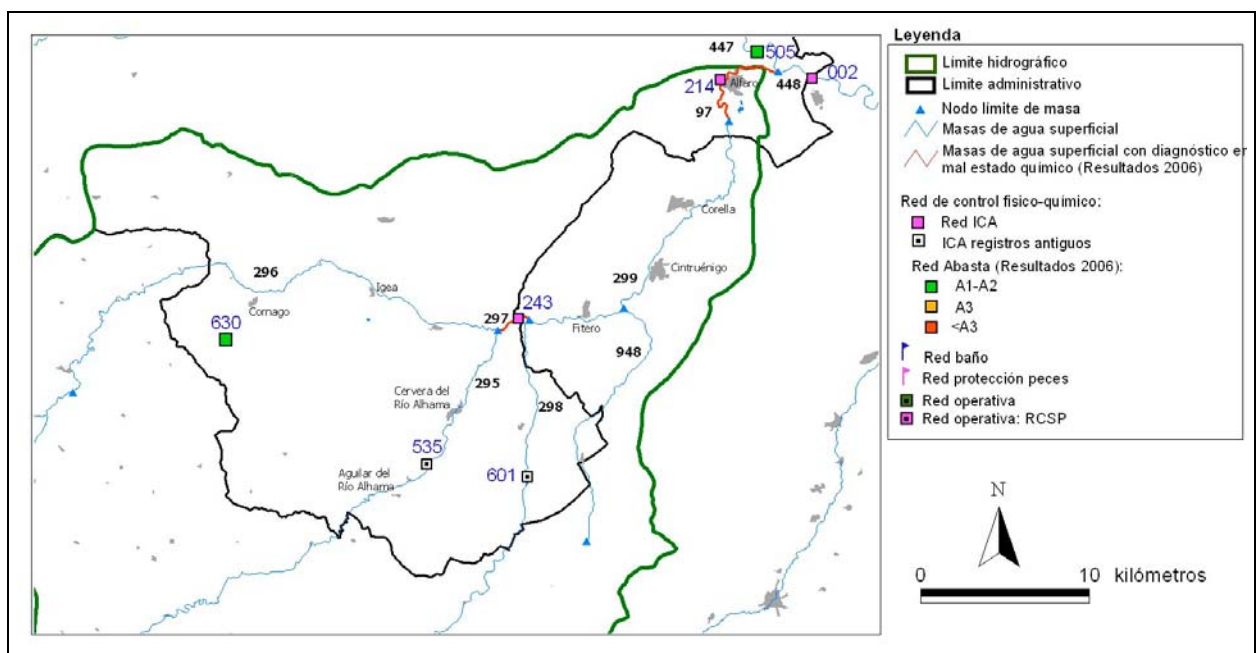 447
505
002
214
Alfaro
448
97
Corella
296
299
Cintruénigo
Igea
Cornago
243
297
630
Fitero
948
295
Cervera del
Río Alhama
298
535
Aguilar del
Río Alhama
601
Leyenda
Límite hidrográfico
Límite administrativo
Nodo límite de masa
Masas de agua superficial
Masas de agua superficial con diagnóstico er
mal estado químico (Resultados 2006)
Red de control físico-químico:
Red ICA
ICA registros antiguos
Red Abasta (Resultados 2006):
A1-A2
A3
<A3
Red baño
Red protección peces
Red operativa
Red operativa: RCSP
N
0 10 kilómetros